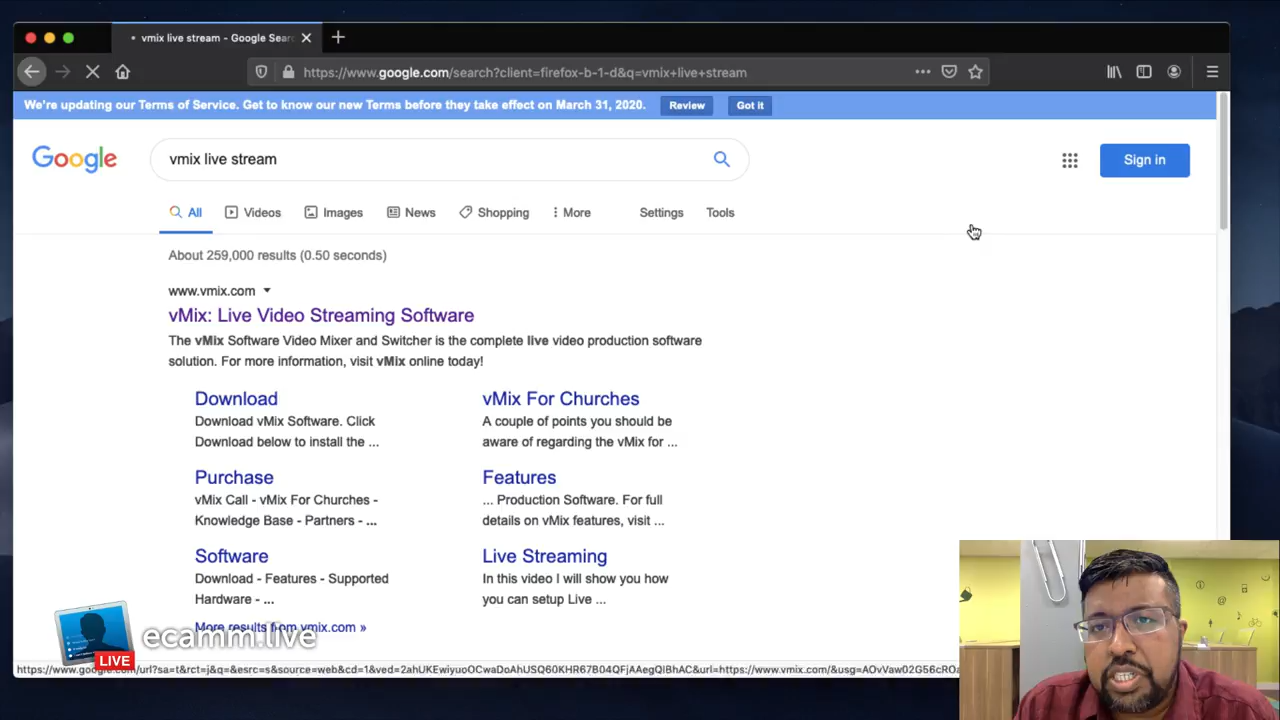 vmix live stream - Google Sear
https://www.google.com/search?client=firefox-b-1-d&q=vmix+live+stream
We're updating our Terms of Service. Get to know our new Terms before they take effect on March 31, 2020. Review Got it
Google vmix live stream Sign in
All Videos Images News Shopping More Settings Tools
About 259,000 results (0.50 seconds)
www.vmix.com
vMix: Live Video Streaming Software
The vMix Software Video Mixer and Switcher is the complete live video production software
solution. For more information, visit vMix online today!
Download
Download vMix Software. Click
Download below to install the ...
vMix For Churches
A couple of points you should be
aware of regarding the vMix for ...
Purchase
vMix Call - vMix For Churches -
Knowledge Base - Partners - ...
Features
... Production Software. For full
details on vMix features, visit ...
Software
Download - Features - Supported
Hardware - ...
Live Streaming
In this video I will show you how
you can setup Live ...
More results from vmix.com »
ecamm.live
LIVE